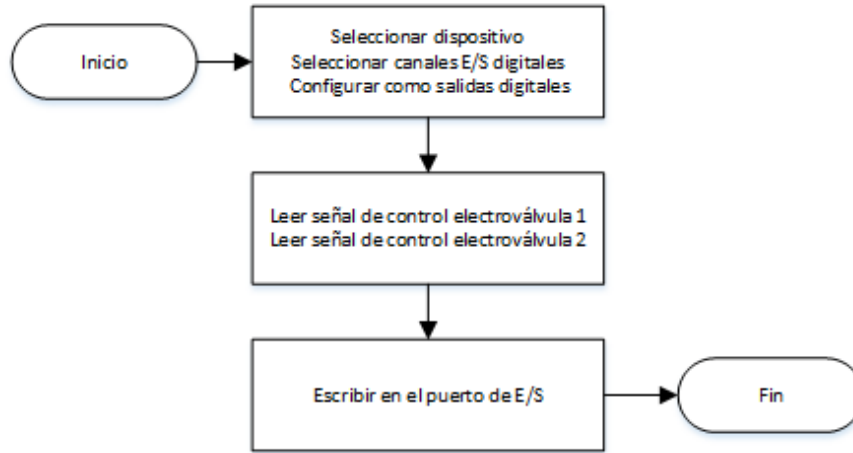 Inicio
Seleccionar dispositivo
Seleccionar canales E/S digitales
Configurar como salidas digitales
Leer señal de control electroválvula 1
Leer señal de control electroválvula 2
Escribir en el puerto de E/S
Fin